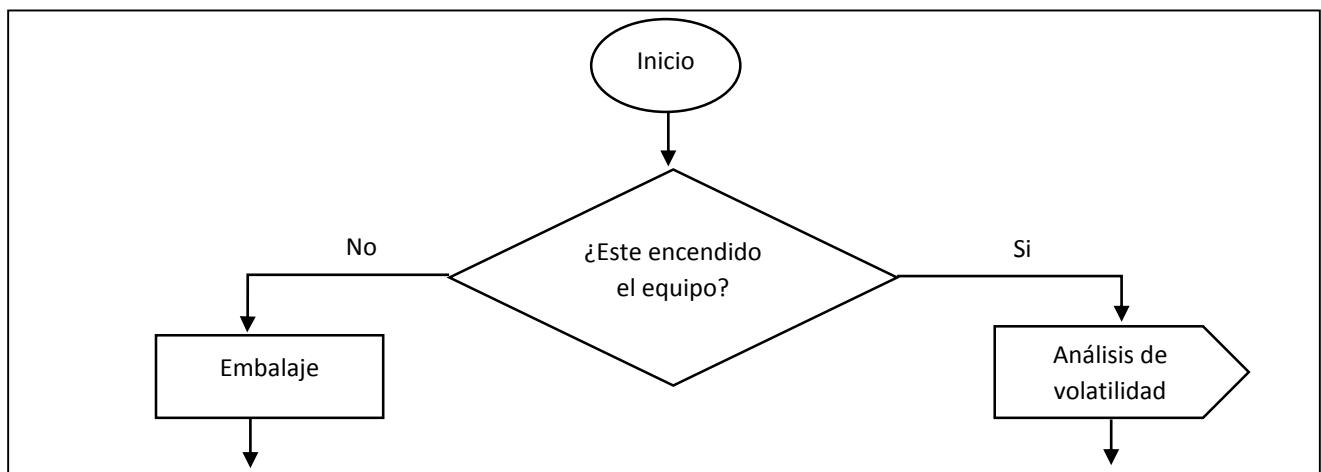 Inicio
¿Este encendido
el equipo?
No
Si
Embalaje
Análisis de
volatilidad